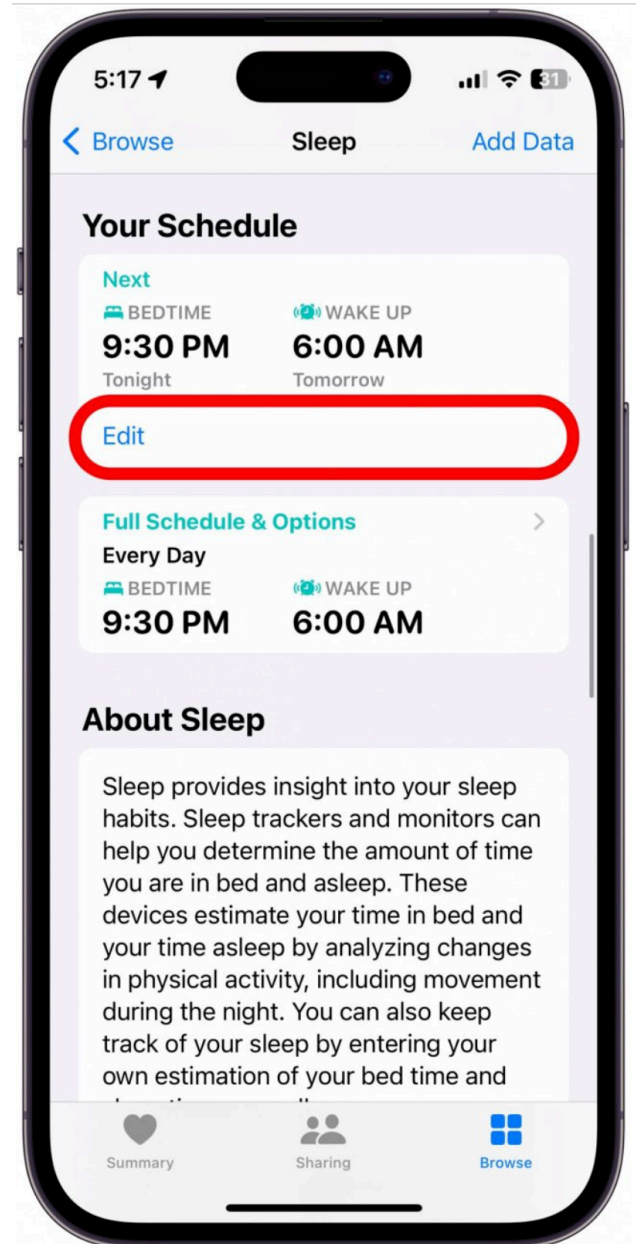 5:17
31
Browse
Sleep
Add Data
Your Schedule
Next
BEDTIME
WAKE UP
9:30 PM
6:00 AM
Tonight
Tomorrow
Edit
Full Schedule & Options
Every Day
BEDTIME
WAKE UP
9:30 PM
6:00 AM
About Sleep
Sleep provides insight into your sleep
habits. Sleep trackers and monitors can
help you determine the amount of time
you are in bed and asleep. These
devices estimate your time in bed and
your time asleep by analyzing changes
in physical activity, including movement
during the night. You can also keep
track of your sleep by entering your
own estimation of your bed time and
Summary
Sharing
Browse